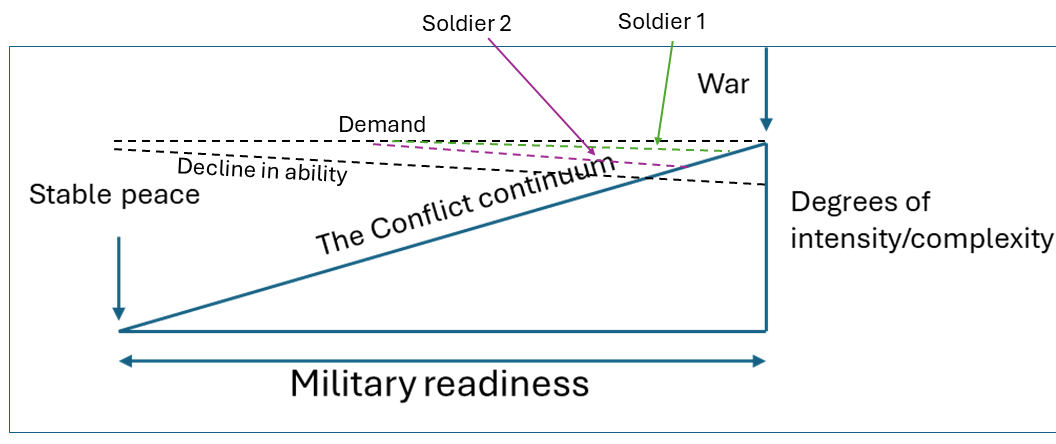 Soldier 2
Soldier 1
War
Demand
Decline in ability
Stable peace
The Conflict continuum
Degrees of
intensity/complexity
Military readiness